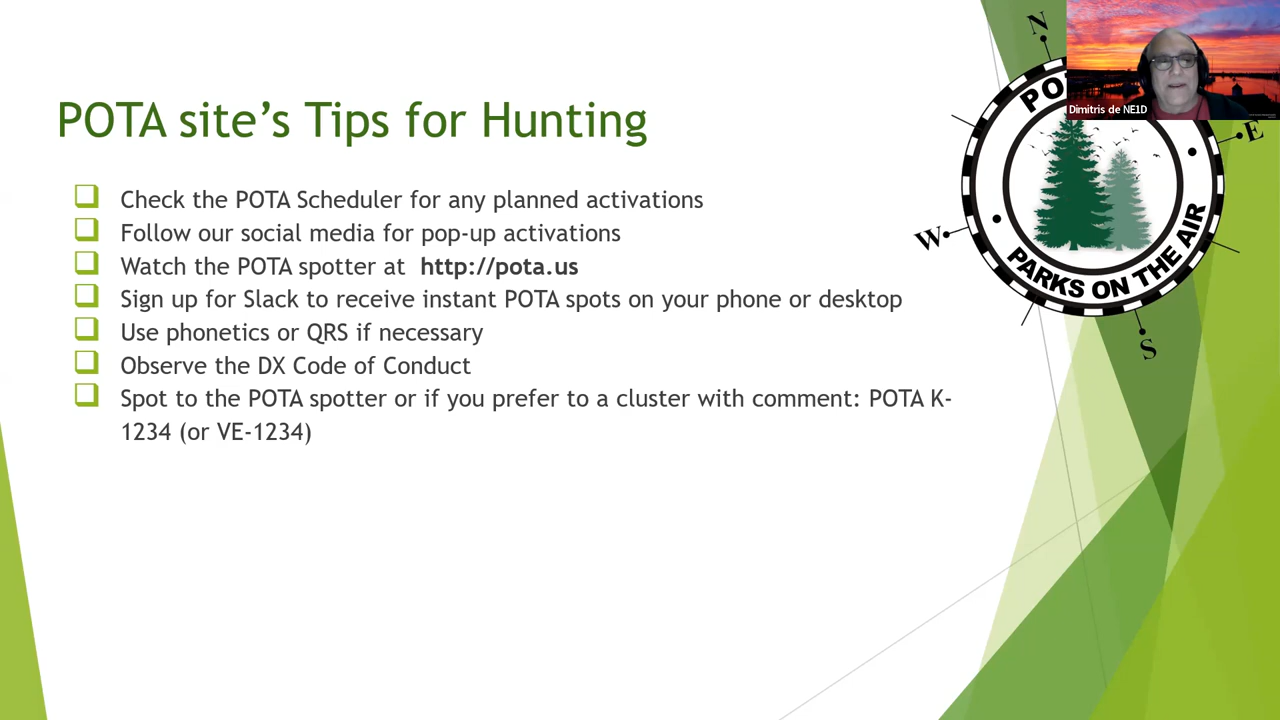 POTA site’s Tips for Hunting
Check the POTA Scheduler for any planned activations
Follow our social media for pop-up activations
Watch the POTA spotter at http://pota.us
Sign up for Slack to receive instant POTA spots on your phone or desktop
Use phonetics or QRS if necessary
Observe the DX Code of Conduct
Spot to the POTA spotter or if you prefer to a cluster with comment: POTA K-
1234 (or VE-1234)
N
PO
E
W
PARKS ON THE AIR
S
Dimitris de NE1D